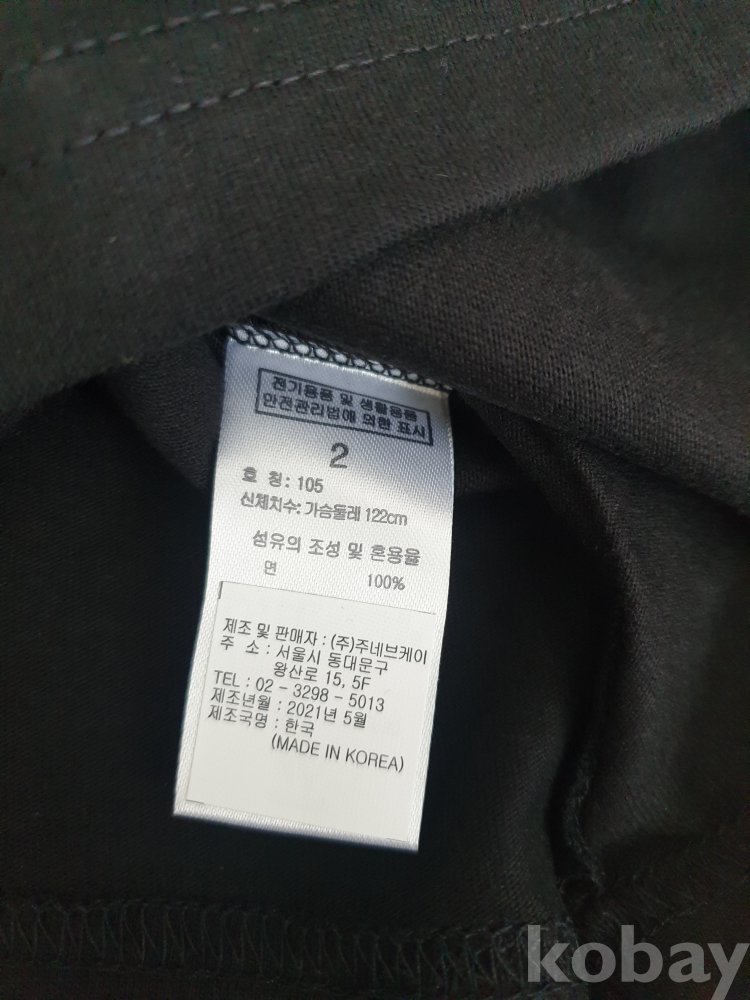 전기용품 및 생활용품
안전관리법에 의한 표시
2
호 칭: 105
신체치수: 가슴둘레 122cm
섬유의 조성 및 혼용율
면 100%
제조 및 판매자 : (주)주네브케이
주 소 : 서울시 동대문구
왕산로 15, 5F
TEL : 02 - 3298 - 5013
제조년월 : 2021년 5월
제조국명 : 한국
(MADE IN KOREA)
kobay